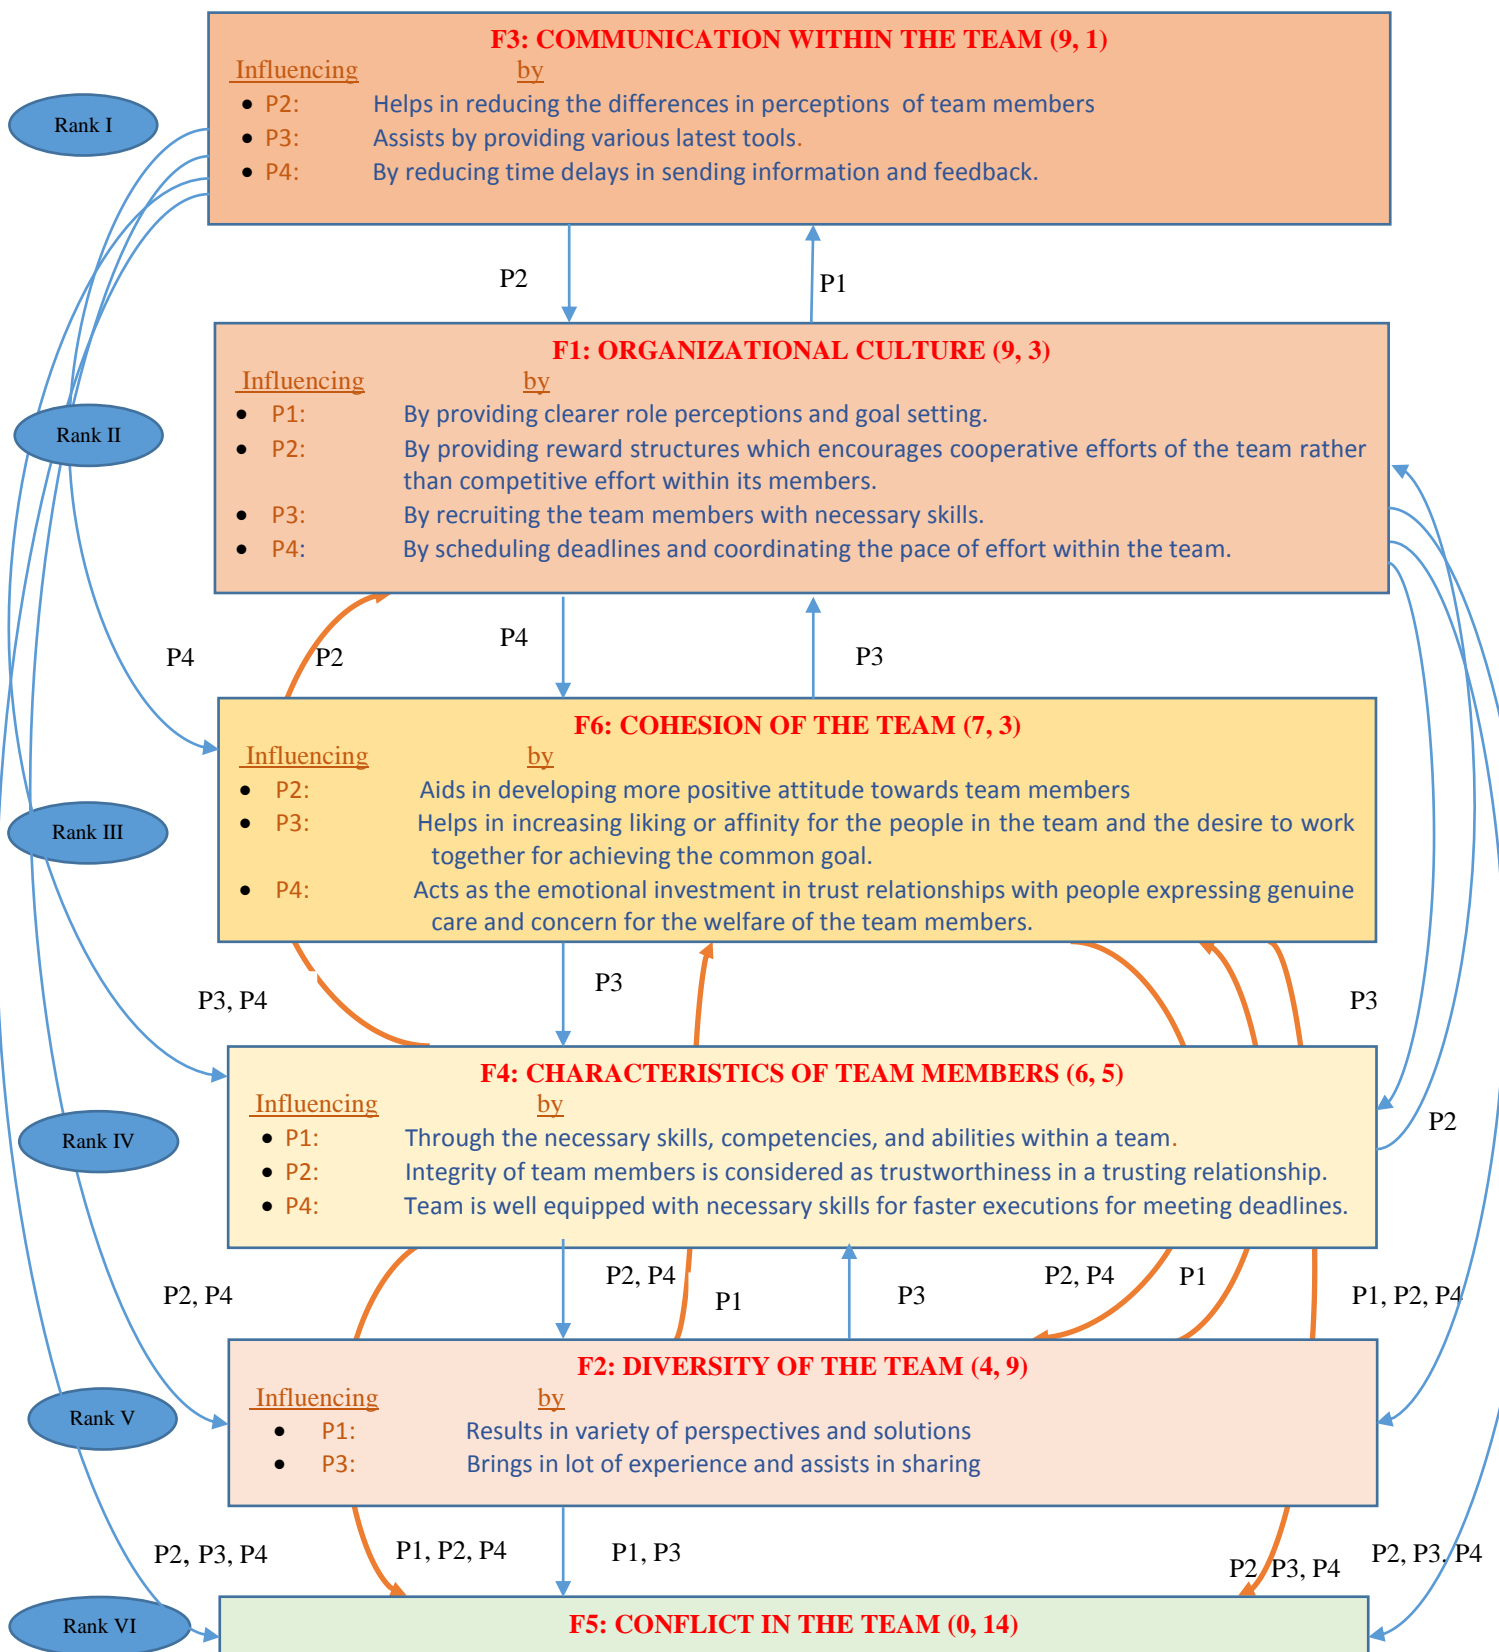 F3: COMMUNICATION WITHIN THE TEAM (9, 1)
Influencing by
• P2: Helps in reducing the differences in perceptions of team members
Rank I
• P3: Assists by providing various latest tools.
• P4: By reducing time delays in sending information and feedback.
P2 P1
F1: ORGANIZATIONAL CULTURE (9, 3)
Influencing by
• P1: By providing clearer role perceptions and goal setting.
Rank II
• P2: By providing reward structures which encourages cooperative efforts of the team rather
than competitive effort within its members.
• P3: By recruiting the team members with necessary skills.
• P4: By scheduling deadlines and coordinating the pace of effort within the team.
P4 P2 P4 P3
F6: COHESION OF THE TEAM (7, 3)
Influencing by
• P2: Aids in developing more positive attitude towards team members
Rank III
• P3: Helps in increasing liking or affinity for the people in the team and the desire to work
together for achieving the common goal.
• P4: Acts as the emotional investment in trust relationships with people expressing genuine
care and concern for the welfare of the team members.
P3, P4 P3 P3
F4: CHARACTERISTICS OF TEAM MEMBERS (6, 5)
Influencing by
P2
Rank IV
• P1: Through the necessary skills, competencies, and abilities within a team.
• P2: Integrity of team members is considered as trustworthiness in a trusting relationship.
• P4: Team is well equipped with necessary skills for faster executions for meeting deadlines.
P2, P4 P2, P4 P1 P3 P2, P4 P1 P1, P2, P4
F2: DIVERSITY OF THE TEAM (4, 9)
Influencing by
Rank V
• P1: Results in variety of perspectives and solutions
• P3: Brings in lot of experience and assists in sharing
P2, P3, P4 P1, P2, P4 P1, P3 P2, P3, P4 P2, P3. P4
Rank VI
F5: CONFLICT IN THE TEAM (0, 14)